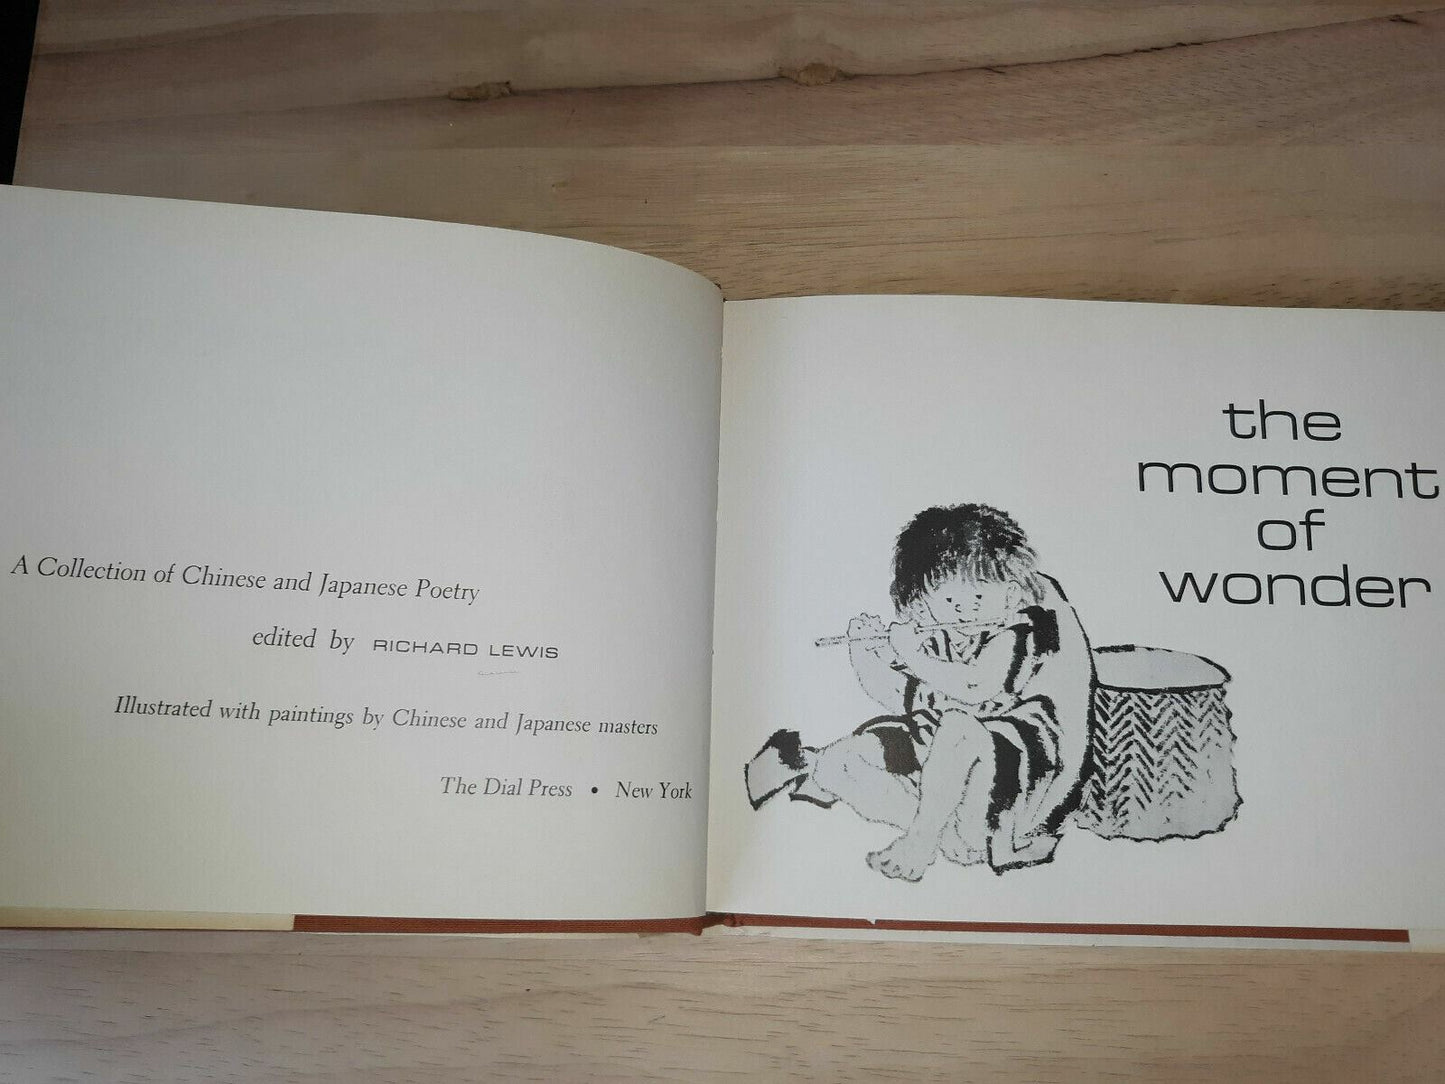 A Collection of Chinese and Japanese Poetry
edited by RICHARD LEWIS
Illustrated with paintings by Chinese and Japanese masters
The Dial Press • New York
the
moment
of
wonder